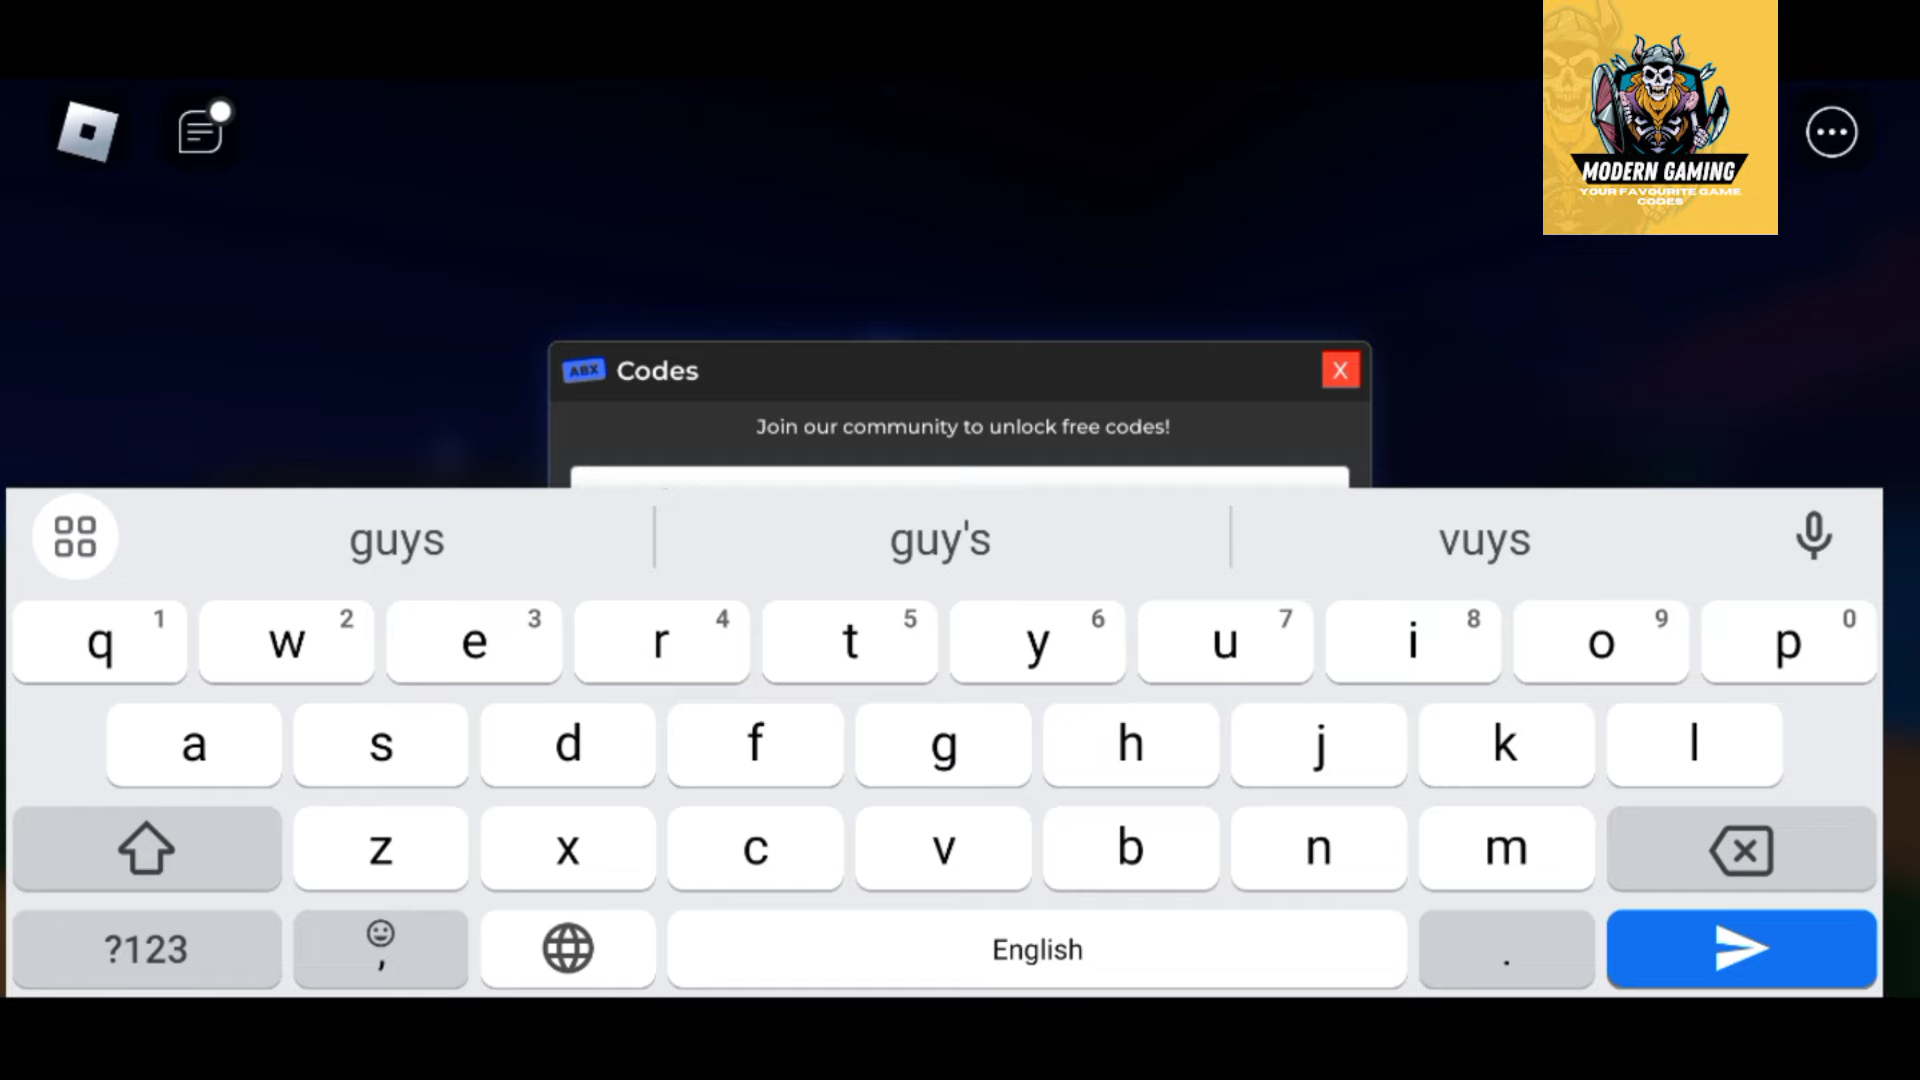 MODERN GAMING
YOUR FAVOURITE GAME
CODES
ABX Codes X
Join our community to unlock free codes!
guys guy's vuys
q 1 w 2 e 3 r 4 t 5 y 6 u 7 i 8 o 9 p 0
a s d f g h j k l
z x c v b n m
?123 , English .